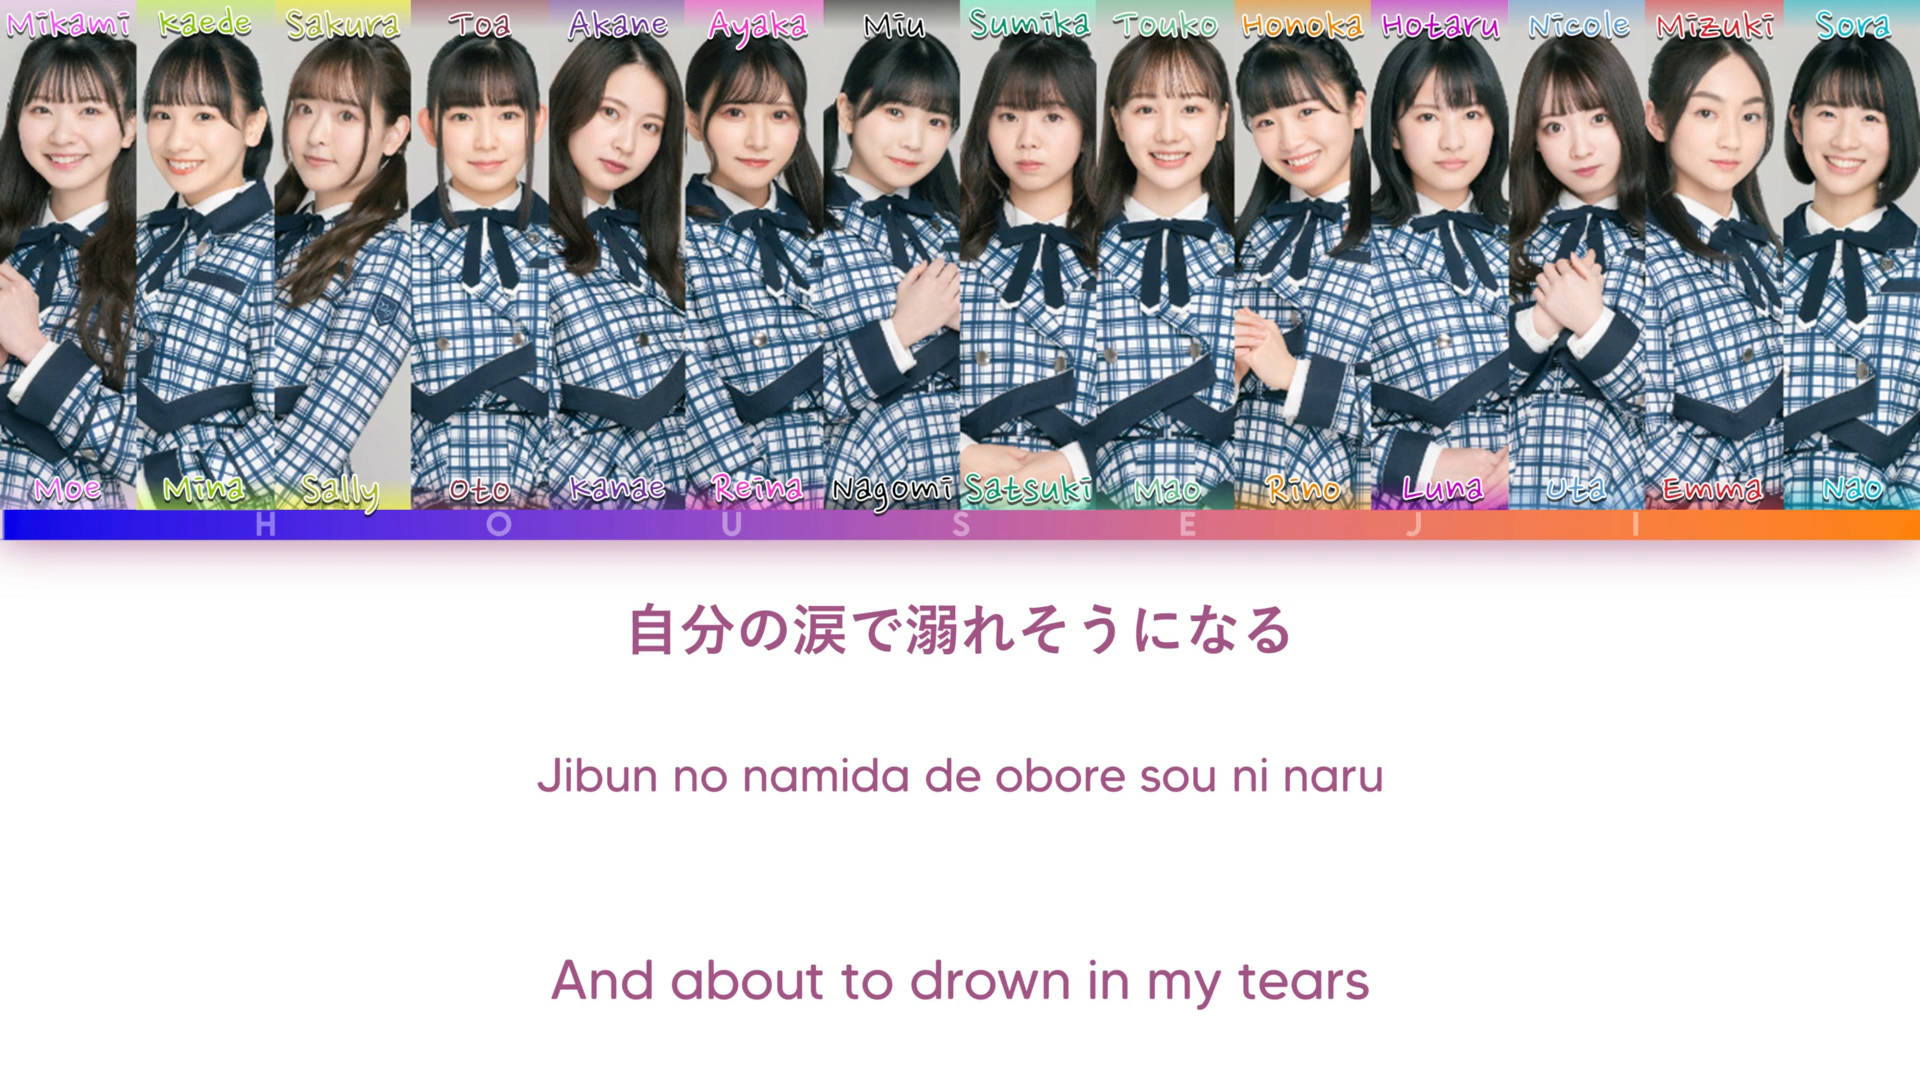 Mikami Kaede Sakura Toa Akane Ayaka Miu Sumika Touko Honoka Hotaru Nicole Mizuki Sora
Moe Mina Sally Oto Kanae Reina Nagomi Satsuki Mao Rino Luna Uta Emma Nao
H O U S E J I
自分の涙で溺れそうになる
Jibun no namida de obore sou ni naru
And about to drown in my tears